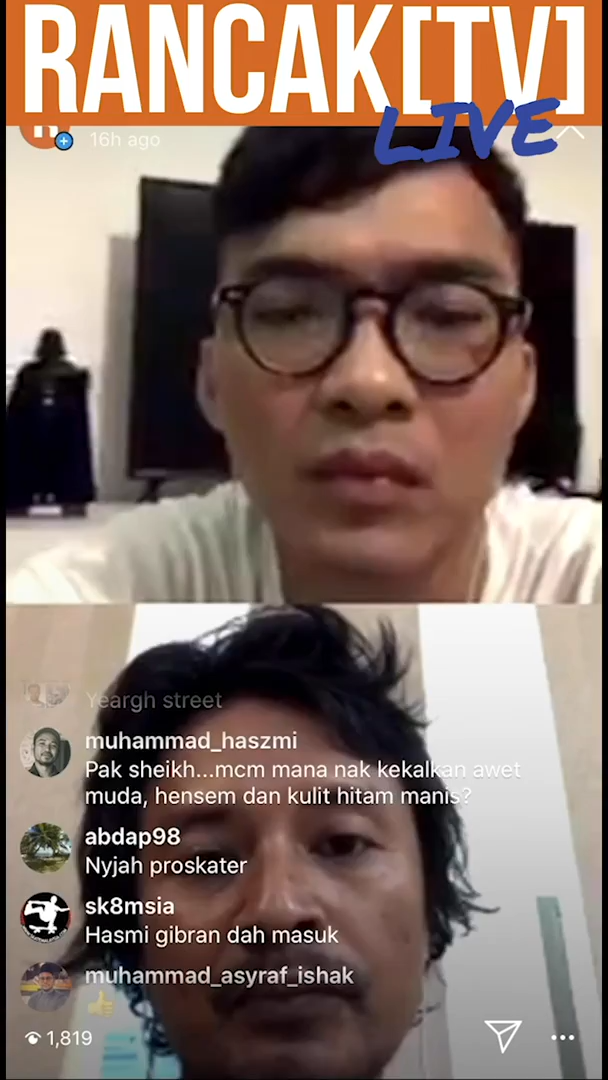 RANCAK[TV]
LIVE
16h ago
Yeargh street
muhammad_haszmi
Pak sheikh...mcm mana nak kekalkan awet
muda, hensem dan kulit hitam manis?
abdap98
Nyjah proskater
sk8msia
Hasmi gibran dah masuk
muhammad_asyraf_ishak
👍
1,819